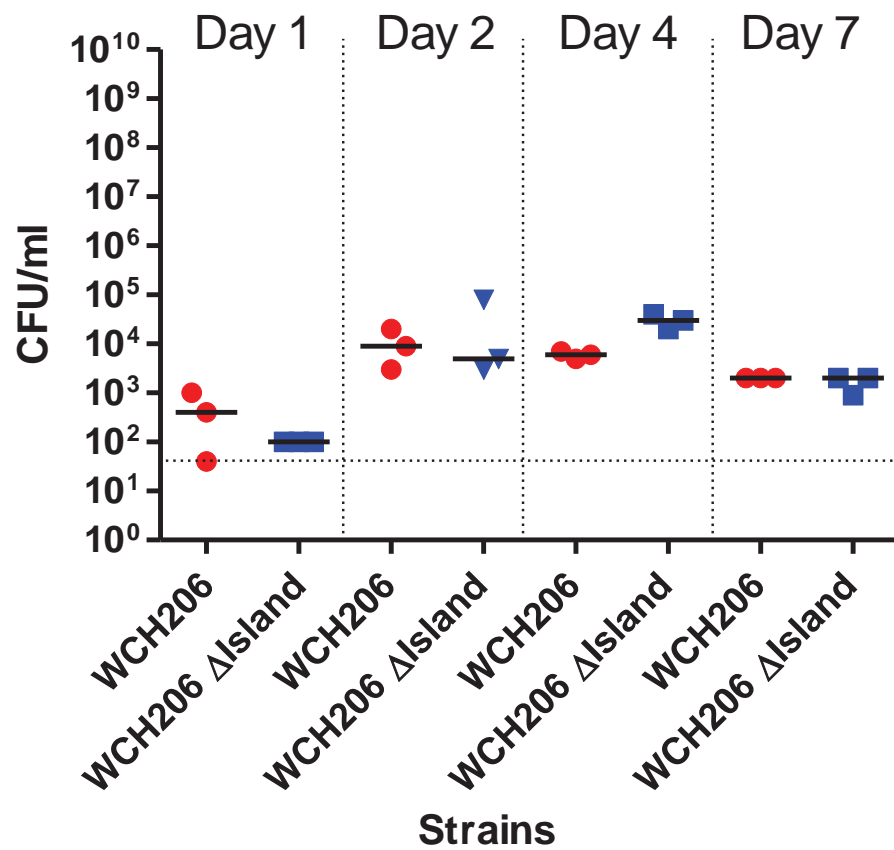 Day 1 Day 2 Day 4 Day 7
CFU/ml
10¹⁰
10⁹
10⁸
10⁷
10⁶
10⁵
10⁴
10³
10²
10¹
10⁰
WCH206
WCH206 ΔIsland
WCH206
WCH206 ΔIsland
WCH206
WCH206 ΔIsland
WCH206
WCH206 ΔIsland
Strains